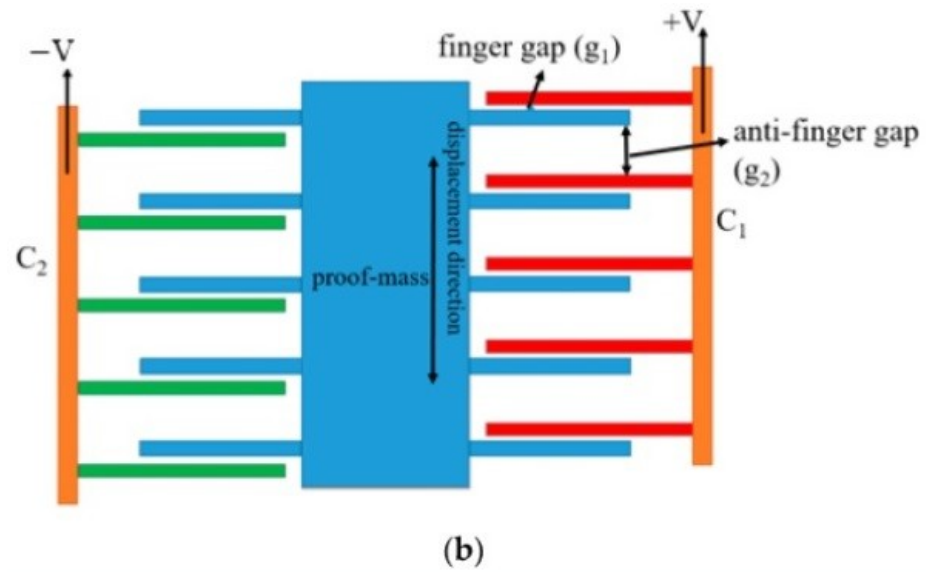 −V
finger gap (g₁)
+V
anti-finger gap
(g₂)
C₂
proof-mass
displacement direction
C₁
(b)